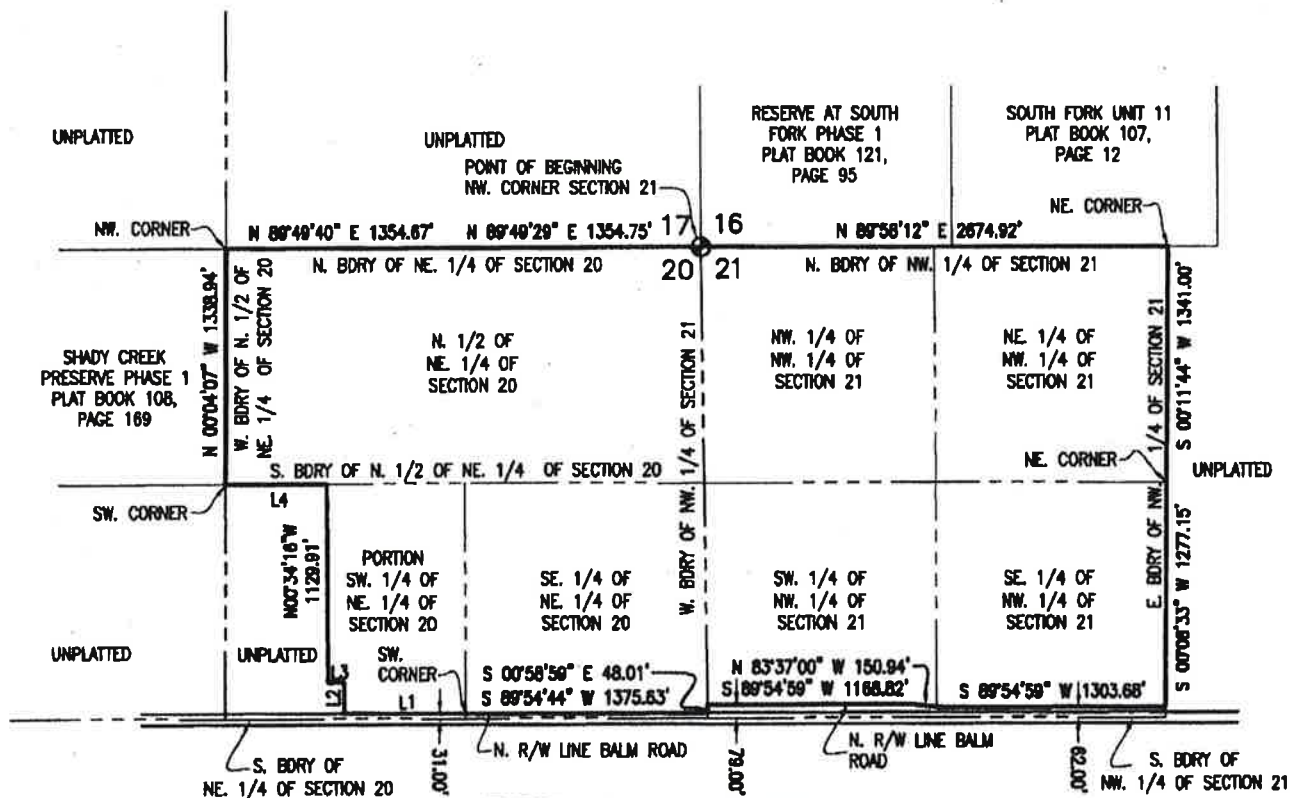 UNPLATTED
UNPLATTED
POINT OF BEGINNING
NW. CORNER SECTION 21
RESERVE AT SOUTH
FORK PHASE 1
PLAT BOOK 121,
PAGE 95
SOUTH FORK UNIT 11
PLAT BOOK 107,
PAGE 12
NW. CORNER
NE. CORNER
N 89°49'40" E 1354.67'
N 89°49'29" E 1354.75'
17 16
20 21
N 89°58'12" E 2674.92'
N. BDRY OF NE. 1/4 OF SECTION 20
N. BDRY OF NW. 1/4 OF SECTION 21
N 00°04'07" W 1338.94'
W. BDRY OF N. 1/2 OF
NE. 1/4 OF SECTION 20
SHADY CREEK
PRESERVE PHASE 1
PLAT BOOK 108,
PAGE 169
N. 1/2 OF
NE. 1/4 OF
SECTION 20
W. BDRY OF NW. 1/4 OF SECTION 21
NW. 1/4 OF
NW. 1/4 OF
SECTION 21
NE. 1/4 OF
NW. 1/4 OF
SECTION 21
E. BDRY OF NW. 1/4 OF SECTION 21
S 00°11'44" W 1341.00'
S. BDRY OF N. 1/2 OF NE. 1/4 OF SECTION 20
NE. CORNER
UNPLATTED
SW. CORNER
L4
N00°34'16"W
1129.91'
PORTION
SW. 1/4 OF
NE. 1/4 OF
SECTION 20
SE. 1/4 OF
NE. 1/4 OF
SECTION 20
SW. 1/4 OF
NW. 1/4 OF
SECTION 21
SE. 1/4 OF
NW. 1/4 OF
SECTION 21
S 00°08'33" W 1277.15'
UNPLATTED
UNPLATTED
SW.
CORNER
L3
L2
L1
S 00°58'59" E 48.01'
S 89°54'44" W 1375.63'
N 83°37'00" W 150.94'
S 89°54'59" W 1168.82'
S 89°54'59" W 1303.68'
31.00'
N. R/W LINE BALM ROAD
79.00'
N. R/W LINE BALM
ROAD
62.00'
S. BDRY OF
NE. 1/4 OF SECTION 20
S. BDRY OF
NW. 1/4 OF SECTION 21